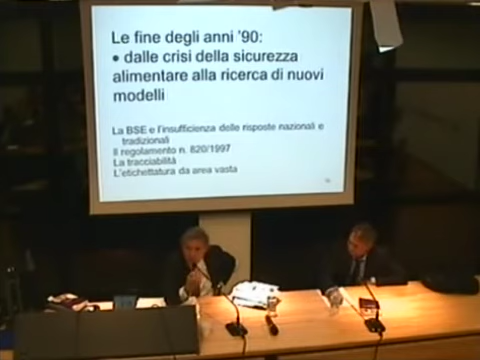 Le fine degli anni '90:
• dalle crisi della sicurezza
alimentare alla ricerca di nuovi
modelli
La BSE e l'insufficienza delle risposte nazionali e
tradizionali
Il regolamento n. 820/1997
La tracciabilità
L'etichettatura da area vasta